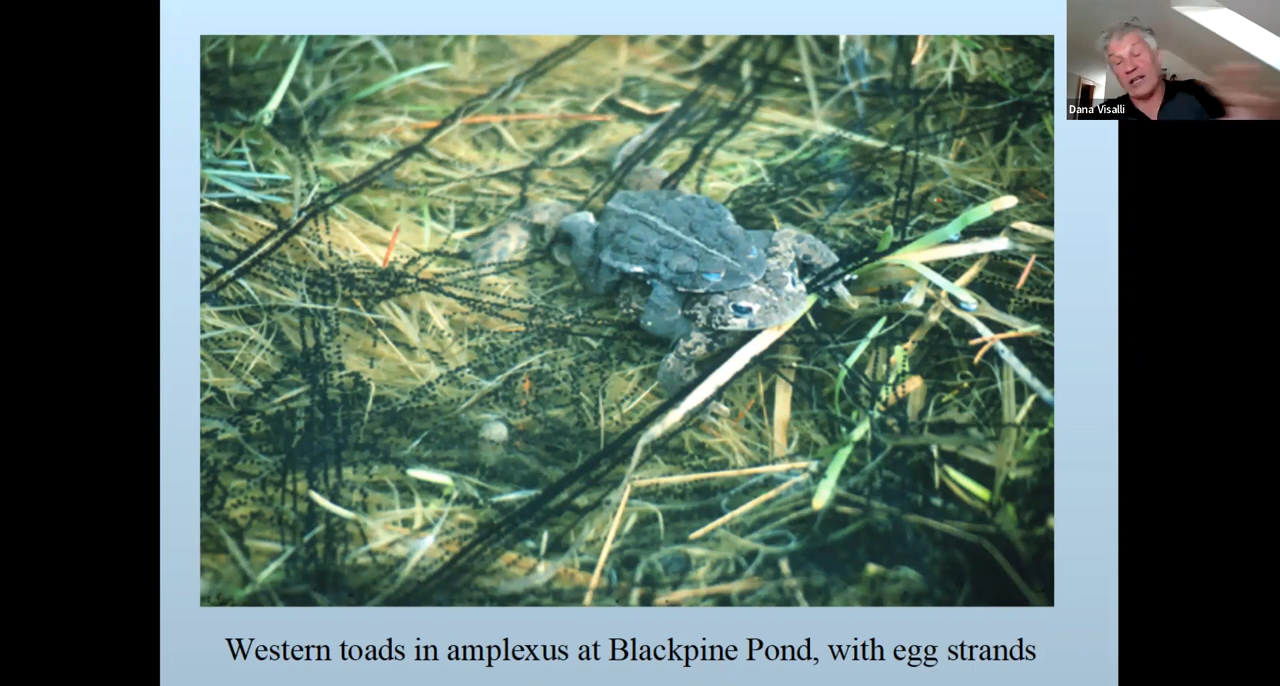 Dana Visalli
Western toads in amplexus at Blackpine Pond, with egg strands